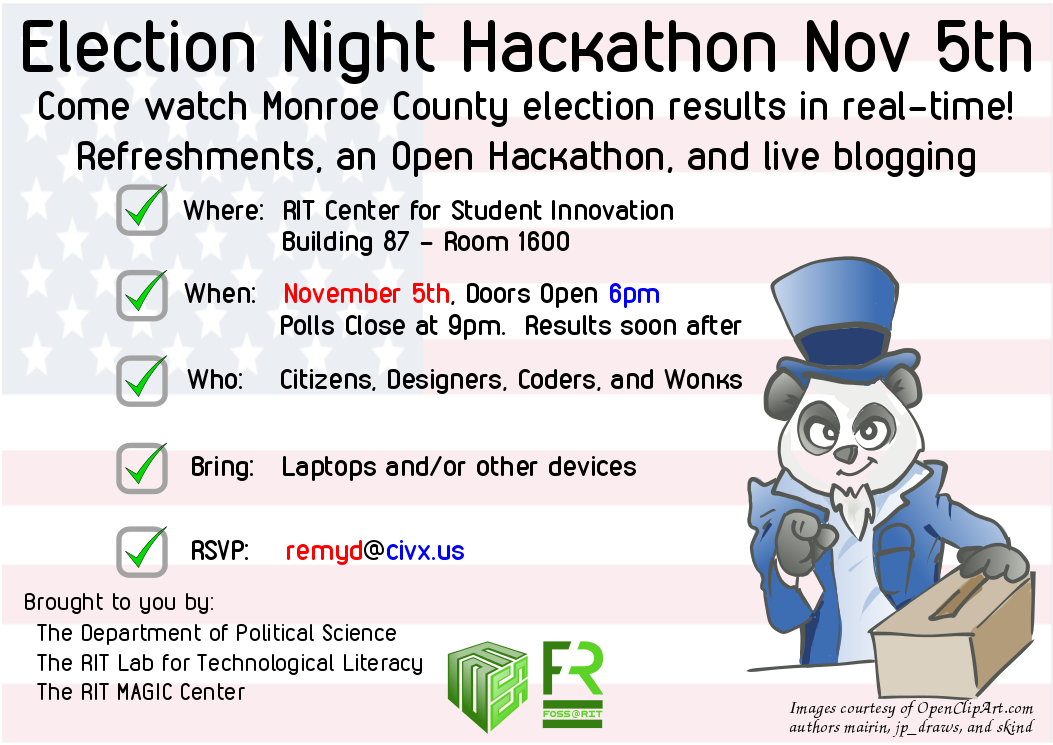 Election Night Hackathon Nov 5th
Come watch Monroe County election results in real-time!
Refreshments, an Open Hackathon, and live blogging
Where: RIT Center for Student Innovation
Building 87 - Room 1600
When: November 5th, Doors Open 6pm
Polls Close at 9pm. Results soon after
Who: Citizens, Designers, Coders, and Wonks
Bring: Laptops and/or other devices
RSVP: remyd@civx.us
Brought to you by:
The Department of Political Science
The RIT Lab for Technological Literacy
The RIT MAGIC Center
FR
FOSS@RIT
Images courtesy of OpenClipArt.com
authors mairin, jp_draws, and skind